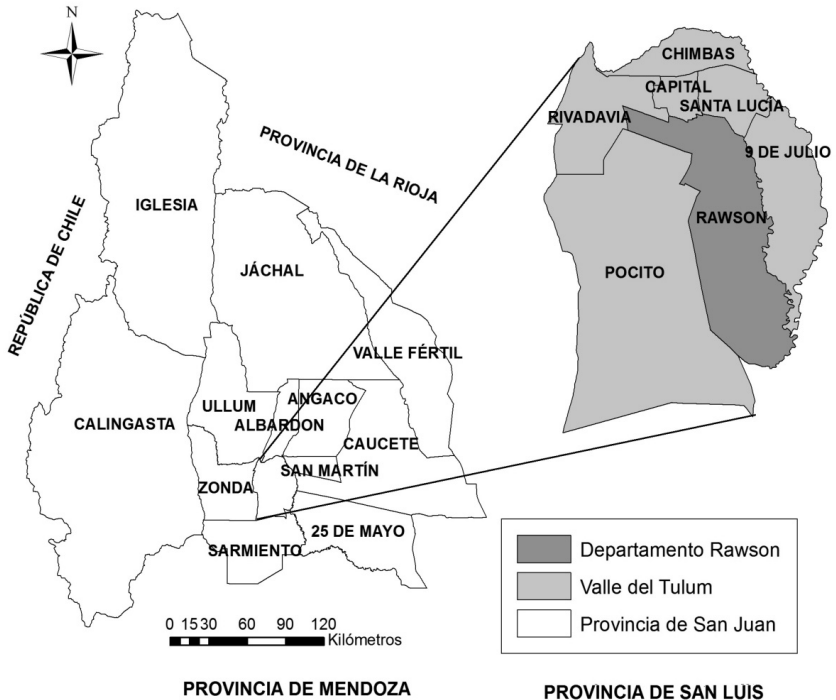 N
PROVINCIA DE LA RIOJA
REPÚBLICA DE CHILE
IGLESIA
JÁCHAL
VALLE FÉRTIL
CALINGASTA
ULLUM
ANGACO
ALBARDON
CAUCETE
SAN MARTÍN
ZONDA
25 DE MAYO
SARMIENTO
0 15 30 60 90 120
Kilómetros
PROVINCIA DE MENDOZA
CHIMBAS
CAPITAL
SANTA LUCÍA
RIVADAVIA
9 DE JULIO
RAWSON
POCITO
Departamento Rawson
Valle del Tulum
Provincia de San Juan
PROVINCIA DE SAN LUIS